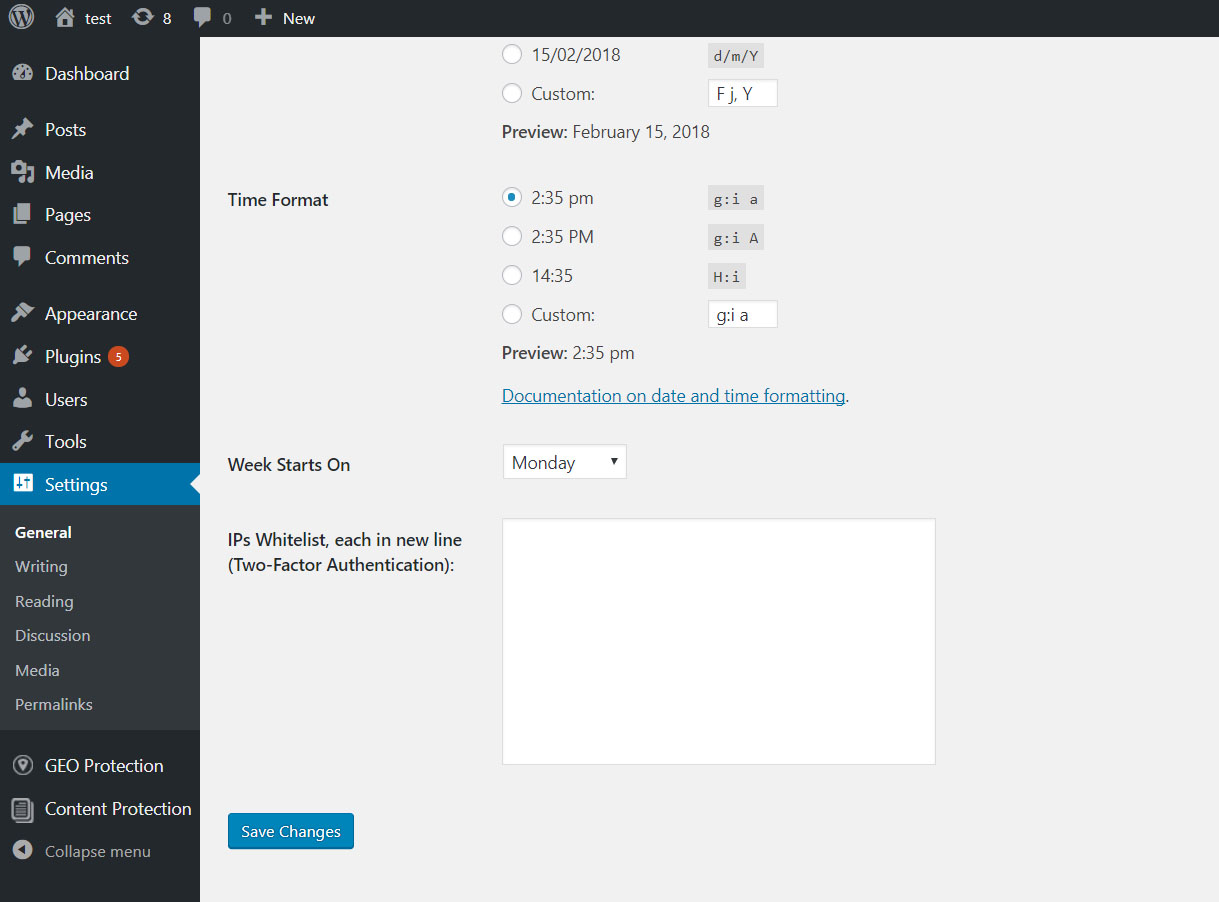 test 8 0 New
Dashboard
Posts
Media
Pages
Comments
Appearance
Plugins 5
Users
Tools
Settings
General
Writing
Reading
Discussion
Media
Permalinks
GEO Protection
Content Protection
Collapse menu
15/02/2018 d/m/Y
Custom: F j, Y
Preview: February 15, 2018
Time Format
2:35 pm g:i a
2:35 PM g:i A
14:35 H:i
Custom: g:i a
Preview: 2:35 pm
Documentation on date and time formatting.
Week Starts On Monday
IPs Whitelist, each in new line
(Two-Factor Authentication):
Save Changes